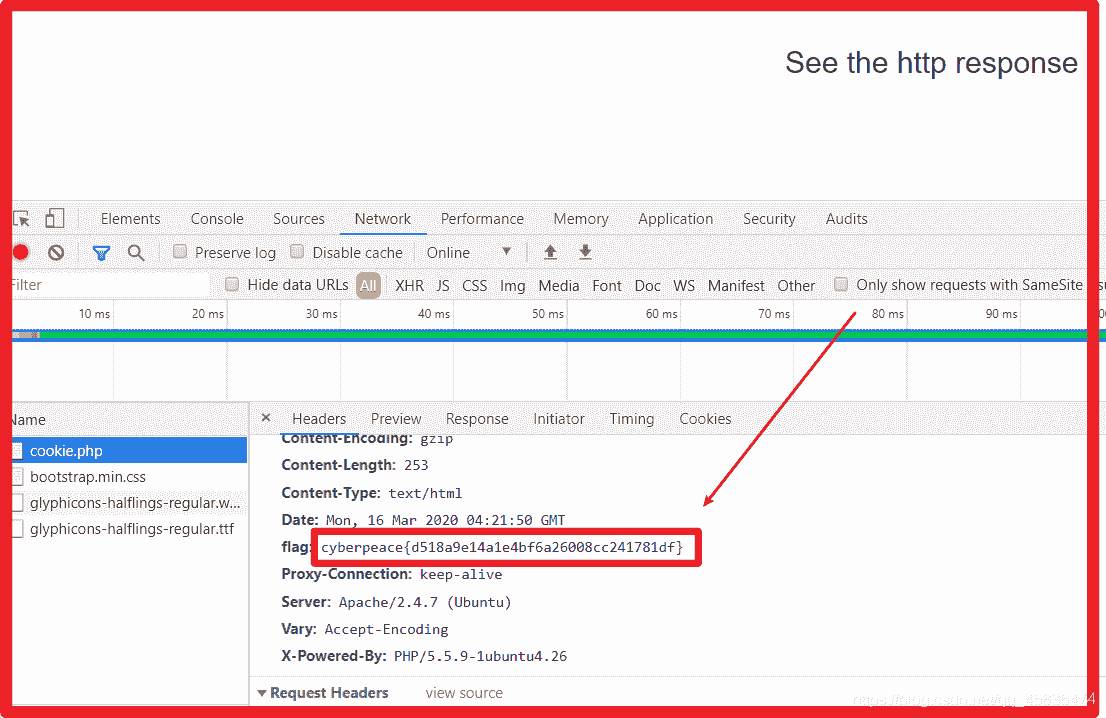 See the http response
Elements Console Sources Network Performance Memory Application Security Audits
Preserve log Disable cache Online
Filter Hide data URLs All XHR JS CSS Img Media Font Doc WS Manifest Other Only show requests with SameSite
10 ms 20 ms 30 ms 40 ms 50 ms 60 ms 70 ms 80 ms 90 ms
Name
× Headers Preview Response Initiator Timing Cookies
cookie.php
bootstrap.min.css
glyphicons-halflings-regular.w...
glyphicons-halflings-regular.ttf
Content-Encoding: gzip
Content-Length: 253
Content-Type: text/html
Date: Mon, 16 Mar 2020 04:21:50 GMT
flag: cyberpeace{d518a9e14a1e4bf6a26008cc241781df}
Proxy-Connection: keep-alive
Server: Apache/2.4.7 (Ubuntu)
Vary: Accept-Encoding
X-Powered-By: PHP/5.5.9-1ubuntu4.26
Request Headers view source